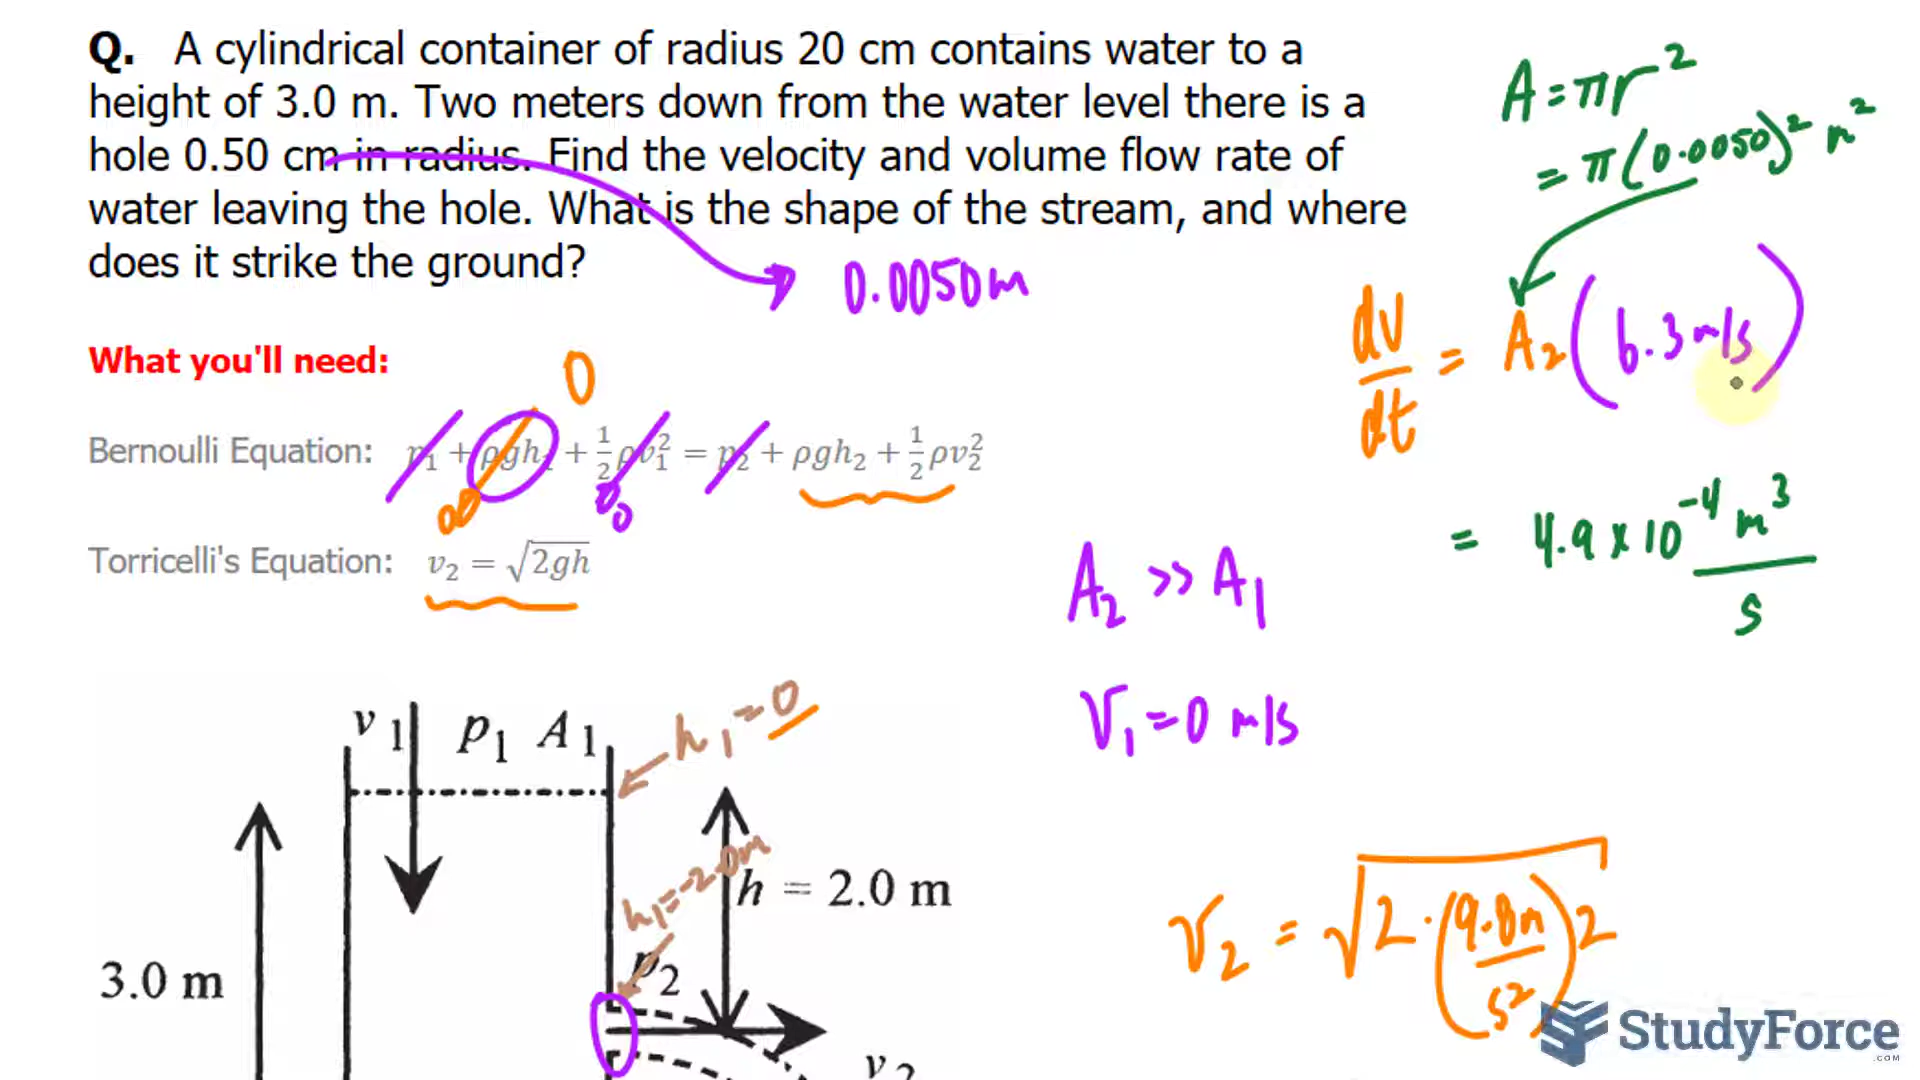 Q. A cylindrical container of radius 20 cm contains water to a
height of 3.0 m. Two meters down from the water level there is a
hole 0.50 cm in radius. Find the velocity and volume flow rate of
water leaving the hole. What is the shape of the stream, and where
does it strike the ground?
0.0050m
A = πr²
= π(0.0050)² m²
dv/dt = A₂ (6.3 m/s)
= 4.9 × 10⁻⁴ m³/s
What you'll need:
0
Bernoulli Equation: p₁ + ρgh₁ + ½ρv₁² = p₂ + ρgh₂ + ½ρv₂²
Torricelli's Equation: v₂ = √2gh
A₂ >> A₁
V₁ = 0 m/s
v₁ p₁ A₁
h₁ = 0
h₁ = -2.0m
h = 2.0 m
3.0 m
p₂
v₂
V₂ = √2 · (9.8m/s²) 2
StudyForce
.COM